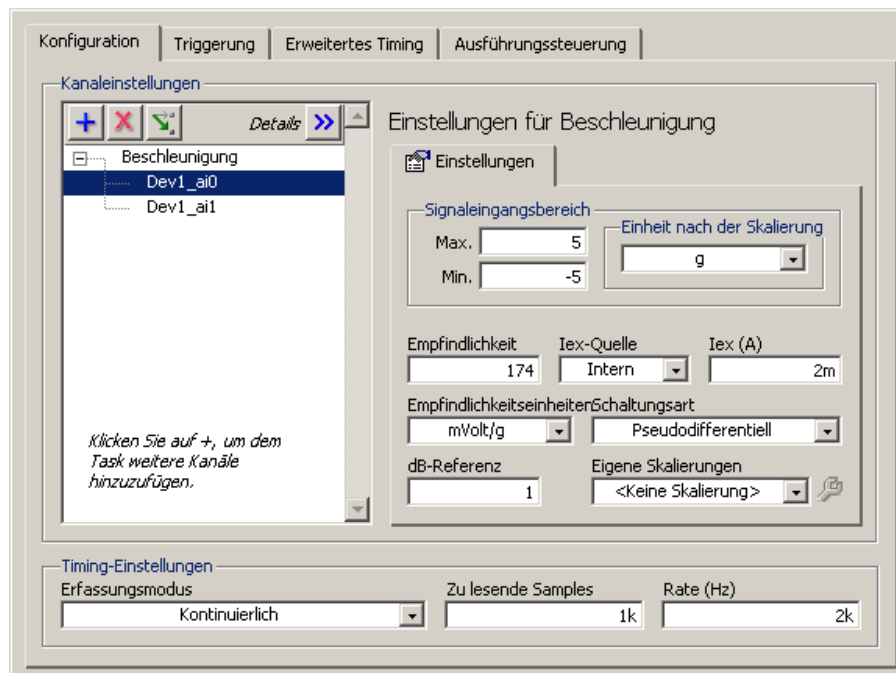 Konfiguration Triggerung Erweitertes Timing Ausführungssteuerung
Kanaleinstellungen
Details
Beschleunigung
Dev1_ai0
Dev1_ai1
Klicken Sie auf +, um dem
Task weitere Kanäle
hinzuzufügen.
Einstellungen für Beschleunigung
Einstellungen
Signaleingangsbereich
Max. 5
Min. -5
Einheit nach der Skalierung
g
Empfindlichkeit Iex-Quelle Iex (A)
174 Intern 2m
Empfindlichkeitseinheiten Schaltungsart
mVolt/g Pseudodifferentiell
dB-Referenz Eigene Skalierungen
1 <Keine Skalierung>
Timing-Einstellungen
Erfassungsmodus Zu lesende Samples Rate (Hz)
Kontinuierlich 1k 2k